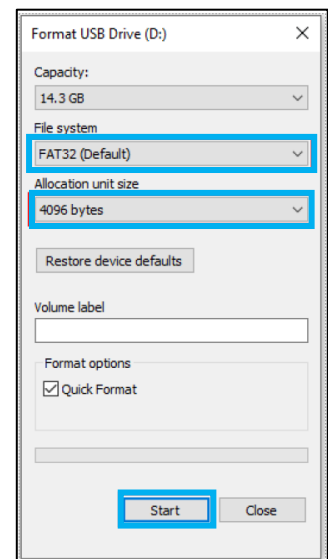 Format USB Drive (D:)
Capacity:
14.3 GB
File system
FAT32 (Default)
Allocation unit size
4096 bytes
Restore device defaults
Volume label
Format options
Quick Format
Start Close